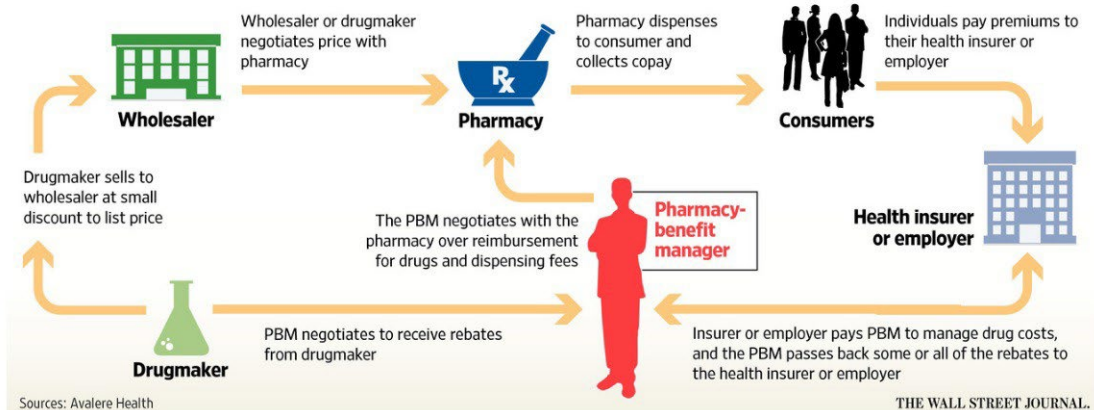 Wholesaler or drugmaker
negotiates price with
pharmacy
Pharmacy dispenses
to consumer and
collects copay
Individuals pay premiums to
their health insurer or
employer
Wholesaler
Rx
Pharmacy
Consumers
Drugmaker sells to
wholesaler at small
discount to list price
The PBM negotiates with the
pharmacy over reimbursement
for drugs and dispensing fees
Pharmacy-
benefit
manager
Health insurer
or employer
Drugmaker
PBM negotiates to receive rebates
from drugmaker
Insurer or employer pays PBM to manage drug costs,
and the PBM passes back some or all of the rebates to
the health insurer or employer
Sources: Avalere Health
THE WALL STREET JOURNAL.